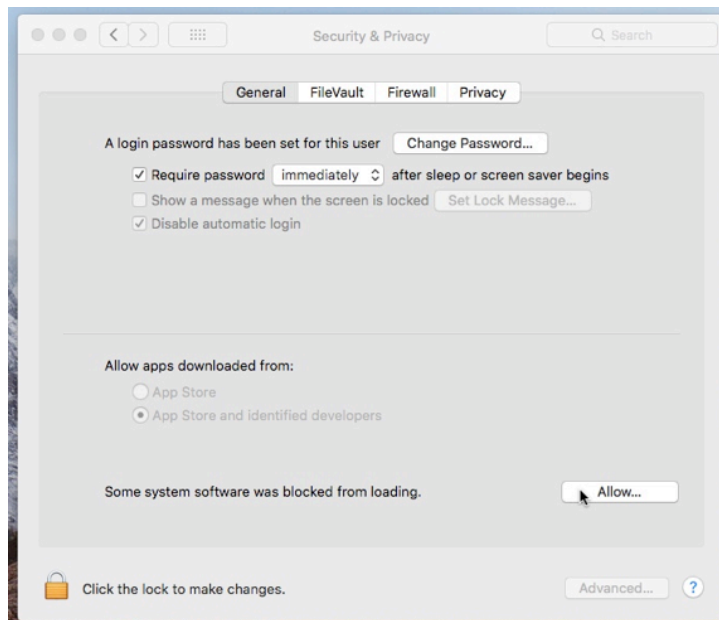 Security & Privacy
Search
General FileVault Firewall Privacy
A login password has been set for this user Change Password...
Require password immediately after sleep or screen saver begins
Show a message when the screen is locked Set Lock Message...
Disable automatic login
Allow apps downloaded from:
App Store
App Store and identified developers
Some system software was blocked from loading. Allow...
Click the lock to make changes. Advanced... ?